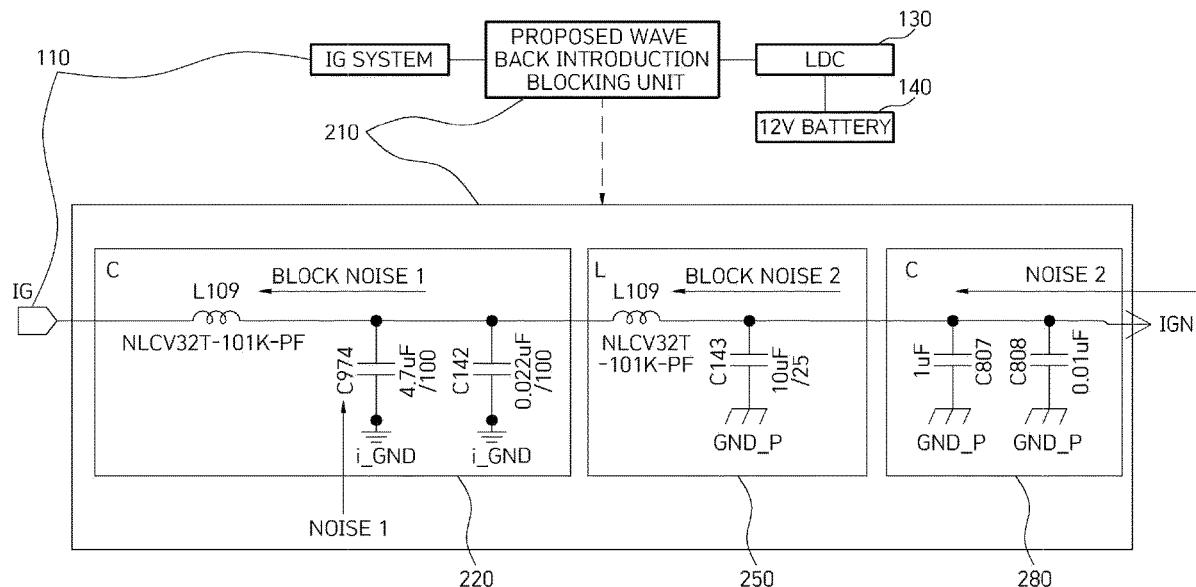 110
IG SYSTEM
PROPOSED WAVE
BACK INTRODUCTION
BLOCKING UNIT
130
LDC
140
12V BATTERY
210
IG
C
BLOCK NOISE 1
L109
NLCV32T-101K-PF
C974
4.7uF
/100
C142
0.022uF
/100
i_GND
i_GND
NOISE 1
220
L
BLOCK NOISE 2
L109
NLCV32T
-101K-PF
C143
10uF
/25
GND_P
250
C
NOISE 2
1uF
C807
C808
0.01uF
GND_P
GND_P
IGN
280